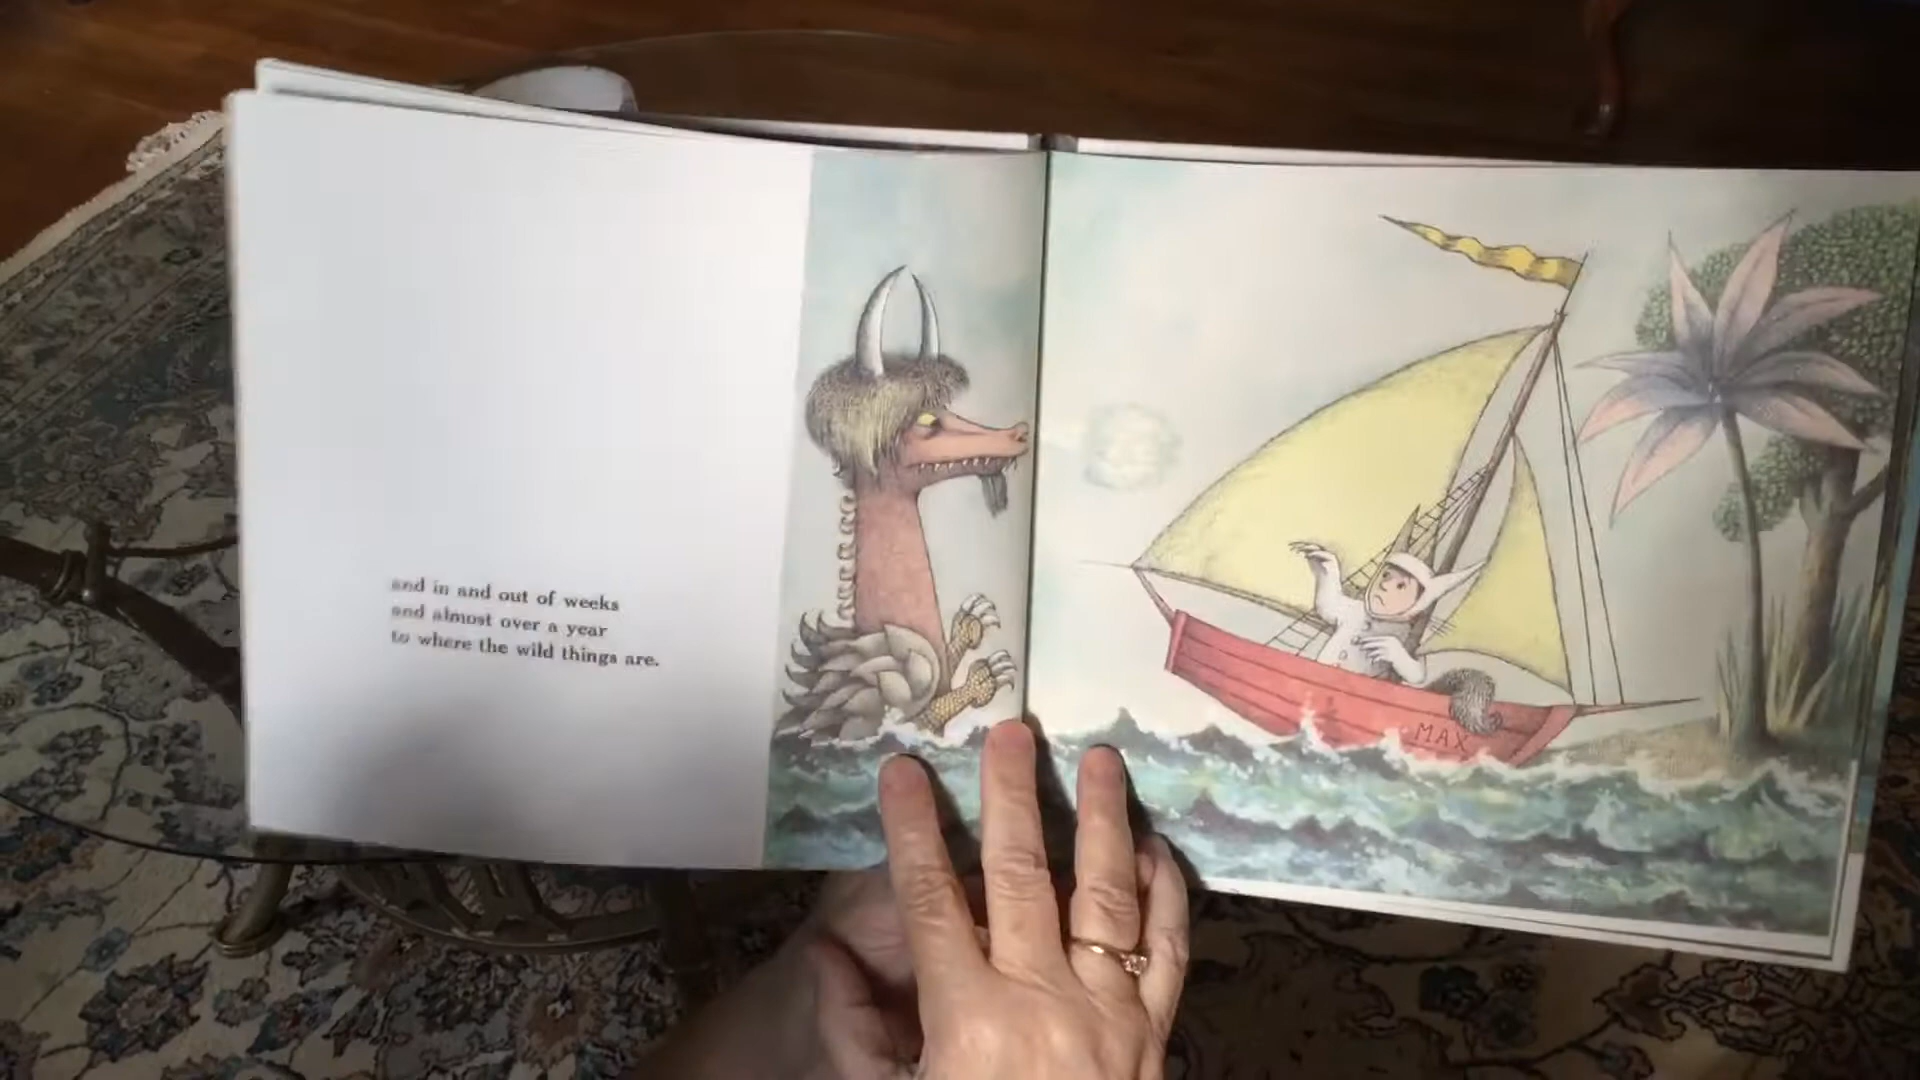 and in and out of weeks
and almost over a year
to where the wild things are.
MAX